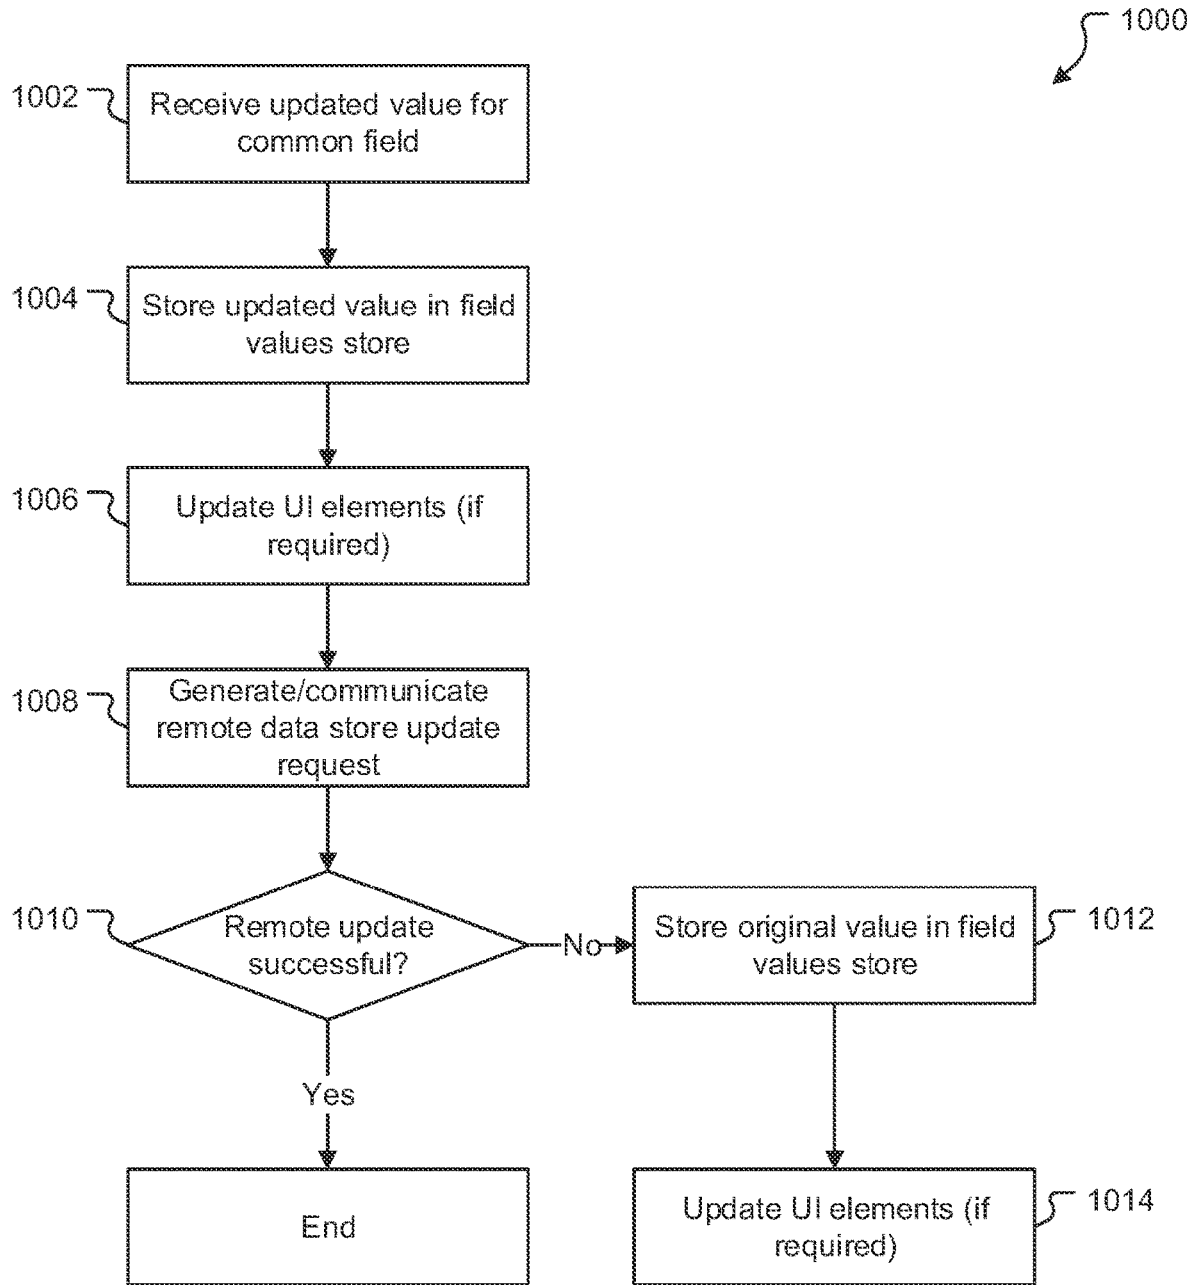 1000
1002
Receive updated value for
common field
1004
Store updated value in field
values store
1006
Update UI elements (if
required)
1008
Generate/communicate
remote data store update
request
1010
Remote update
successful?
No
Store original value in field
values store
1012
Yes
End
Update UI elements (if
required)
1014